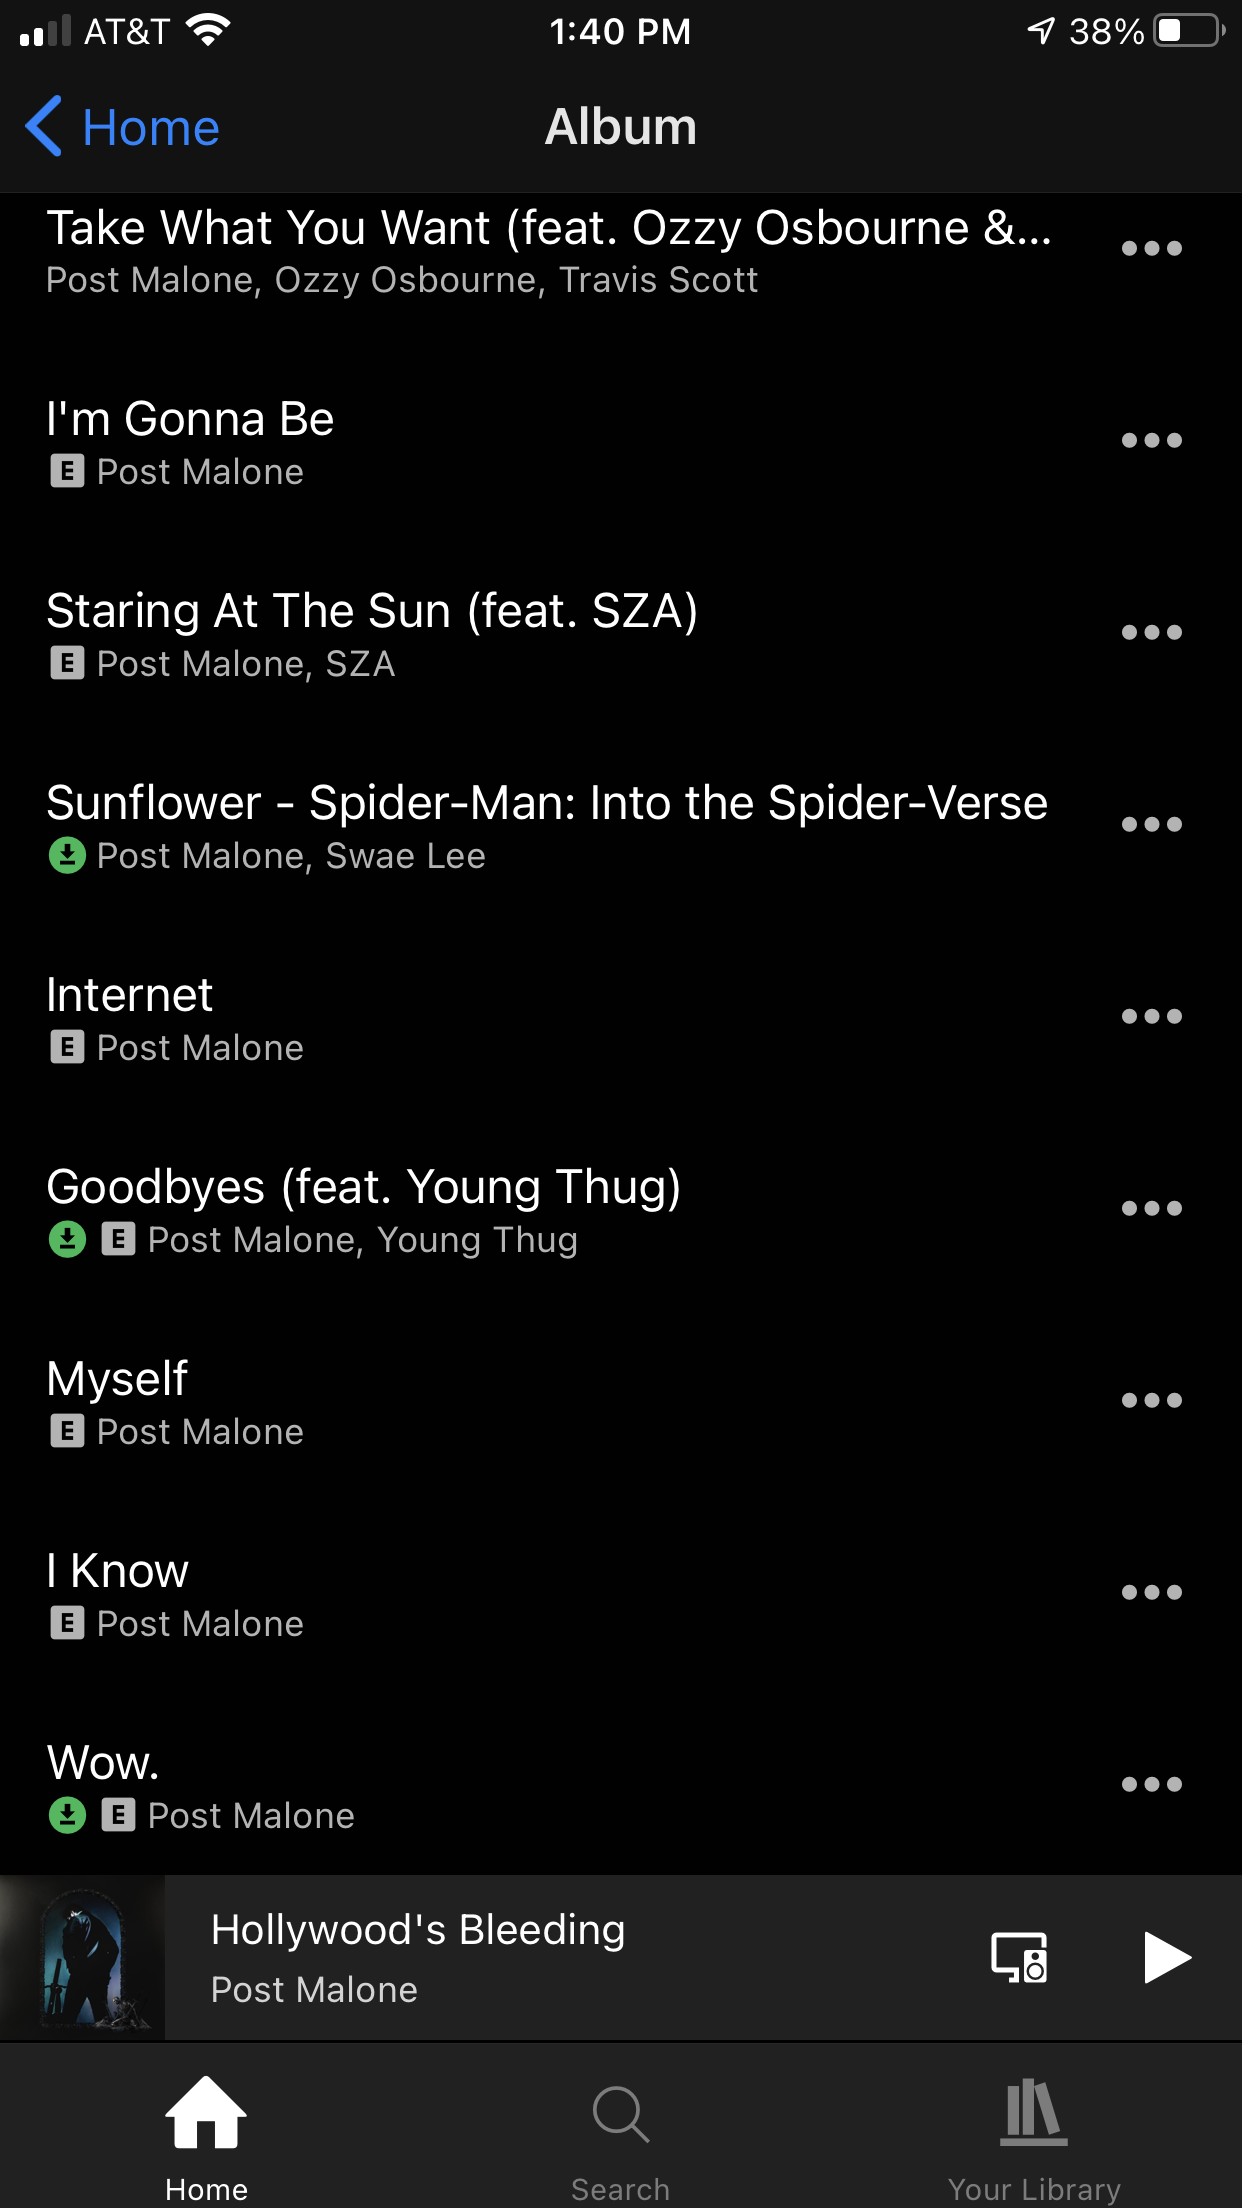 AT&T 1:40 PM 38%
Home Album
Take What You Want (feat. Ozzy Osbourne &...
Post Malone, Ozzy Osbourne, Travis Scott
I'm Gonna Be
E Post Malone
Staring At The Sun (feat. SZA)
E Post Malone, SZA
Sunflower - Spider-Man: Into the Spider-Verse
Post Malone, Swae Lee
Internet
E Post Malone
Goodbyes (feat. Young Thug)
E Post Malone, Young Thug
Myself
E Post Malone
I Know
E Post Malone
Wow.
E Post Malone
Hollywood's Bleeding
Post Malone
Home Search Your Library